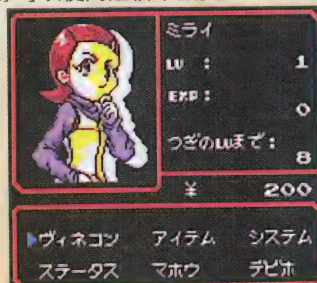 ミライ
LV : 1
EXP : 0
つぎのLVまで : 8
¥ 200
▶ヴィネコン アイテム システム
ステータス マホウ デビホ